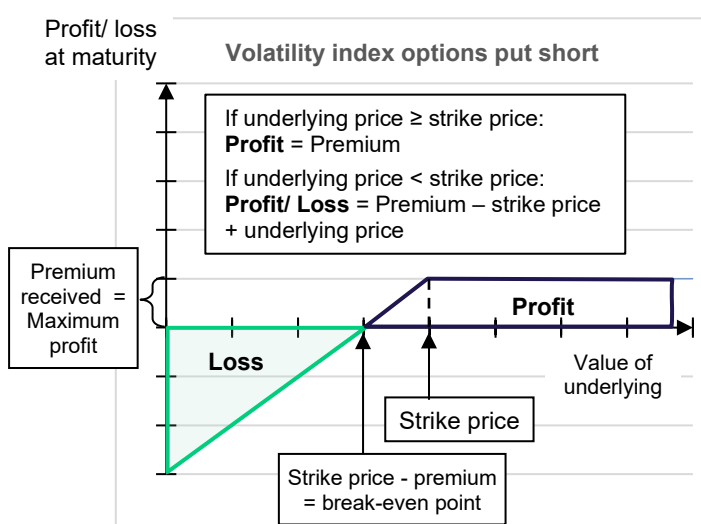 Profit/ loss
at maturity
Volatility index options put short
If underlying price ≥ strike price:
Profit = Premium
If underlying price < strike price:
Profit/ Loss = Premium – strike price
+ underlying price
Premium
received =
Maximum
profit
Profit
Loss
Value of
underlying
Strike price
Strike price - premium
= break-even point